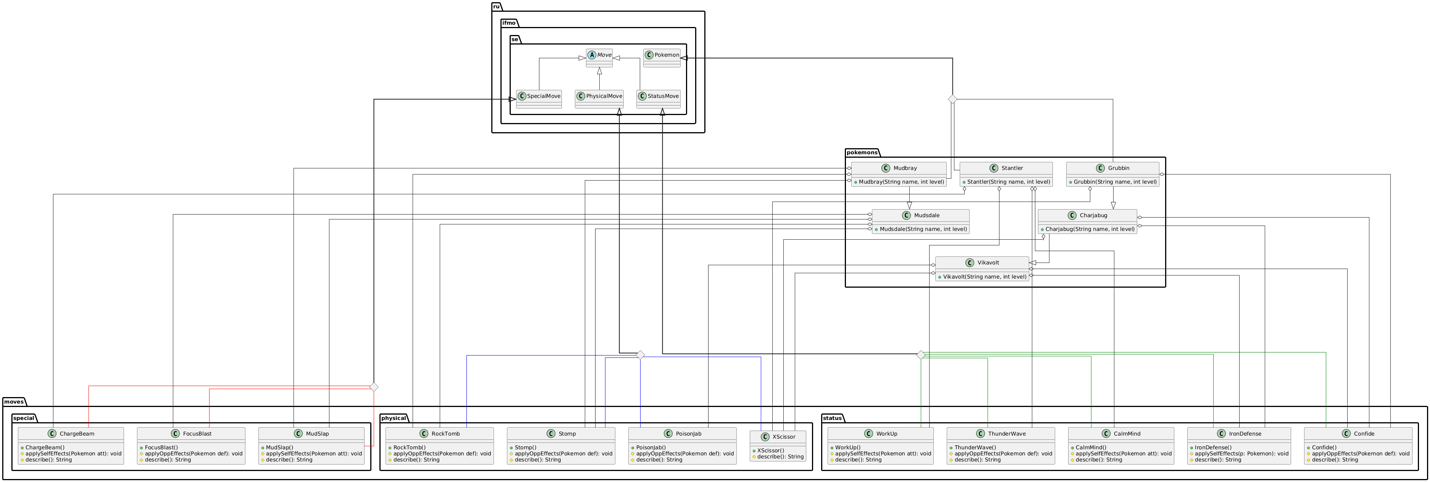 ru
ifmo
se
A Move
C Pokemon
C SpecialMove
C PhysicalMove
C StatusMove
pokemons
C Mudbray
Mudbray(String name, int level)
C Stantler
Stantler(String name, int level)
C Grubbin
Grubbin(String name, int level)
C Mudsdale
Mudsdale(String name, int level)
C Charjabug
Charjabug(String name, int level)
C Vikavolt
Vikavolt(String name, int level)
moves
special
C ChargeBeam
ChargeBeam()
applySelfEffects(Pokemon att): void
describe(): String
C FocusBlast
FocusBlast()
applyOppEffects(Pokemon def): void
describe(): String
C MudSlap
MudSlap()
applySelfEffects(Pokemon att): void
describe(): String
physical
C RockTomb
RockTomb()
applyOppEffects(Pokemon def): void
describe(): String
C Stomp
Stomp()
applyOppEffects(Pokemon def): void
describe(): String
C PoisonJab
PoisonJab()
applyOppEffects(Pokemon def): void
describe(): String
C XScissor
XScissor()
describe(): String
status
C WorkUp
WorkUp()
applySelfEffects(Pokemon att): void
describe(): String
C ThunderWave
ThunderWave()
applyOppEffects(Pokemon def): void
describe(): String
C CalmMind
CalmMind()
applySelfEffects(Pokemon att): void
describe(): String
C IronDefense
IronDefense()
applySelfEffects(p: Pokemon): void
describe(): String
C Confide
Confide()
applyOppEffects(Pokemon def): void
describe(): String